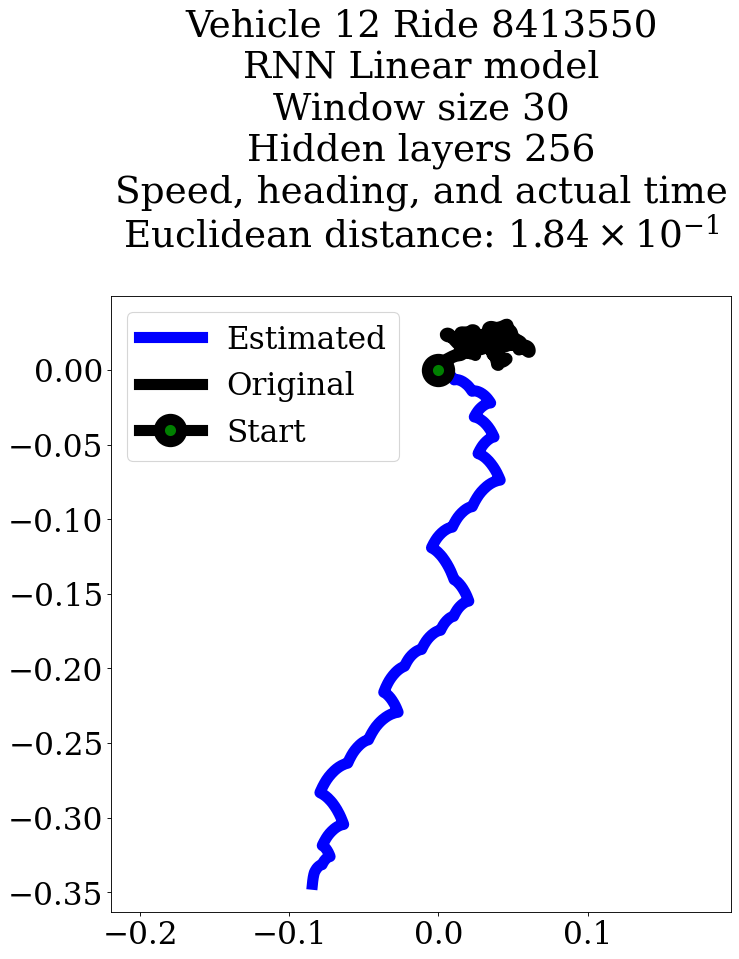 Vehicle 12 Ride 8413550
RNN Linear model
Window size 30
Hidden layers 256
Speed, heading, and actual time
Euclidean distance: 1.84 × 10⁻¹
Estimated
Original
Start
0.00
−0.05
−0.10
−0.15
−0.20
−0.25
−0.30
−0.35
−0.2 −0.1 0.0 0.1